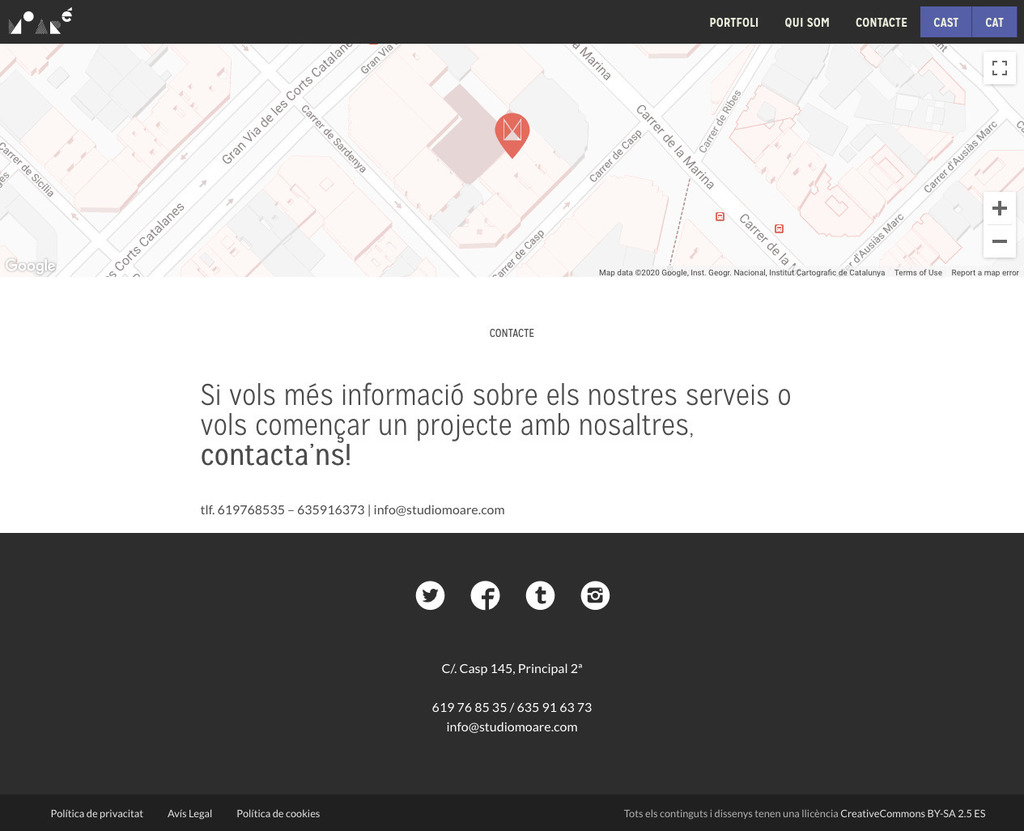 MOARÉ
PORTFOLI
QUI SOM
CONTACTE
CAST
CAT
Gran Via de les Corts Catalanes
Gran Via
Carrer de Sardenya
Carrer de Sicília
s Corts Catalanes
la Marina
Carrer de la Marina
Carrer de Ribes
Carrer de Casp
Carrer de Casp
Carrer de la
Carrer d'Ausiàs Marc
r d'Ausiàs Marc
Google
Map data ©2020 Google, Inst. Geogr. Nacional, Institut Cartogràfic de Catalunya
Terms of Use
Report a map error
CONTACTE
Si vols més informació sobre els nostres serveis o
vols començar un projecte amb nosaltres,
contacta'ns!
tlf. 619768535 – 635916373 | info@studiomoare.com
C/. Casp 145, Principal 2ª
619 76 85 35 / 635 91 63 73
info@studiomoare.com
Política de privacitat
Avís Legal
Política de cookies
Tots els continguts i dissenys tenen una llicència CreativeCommons BY-SA 2.5 ES